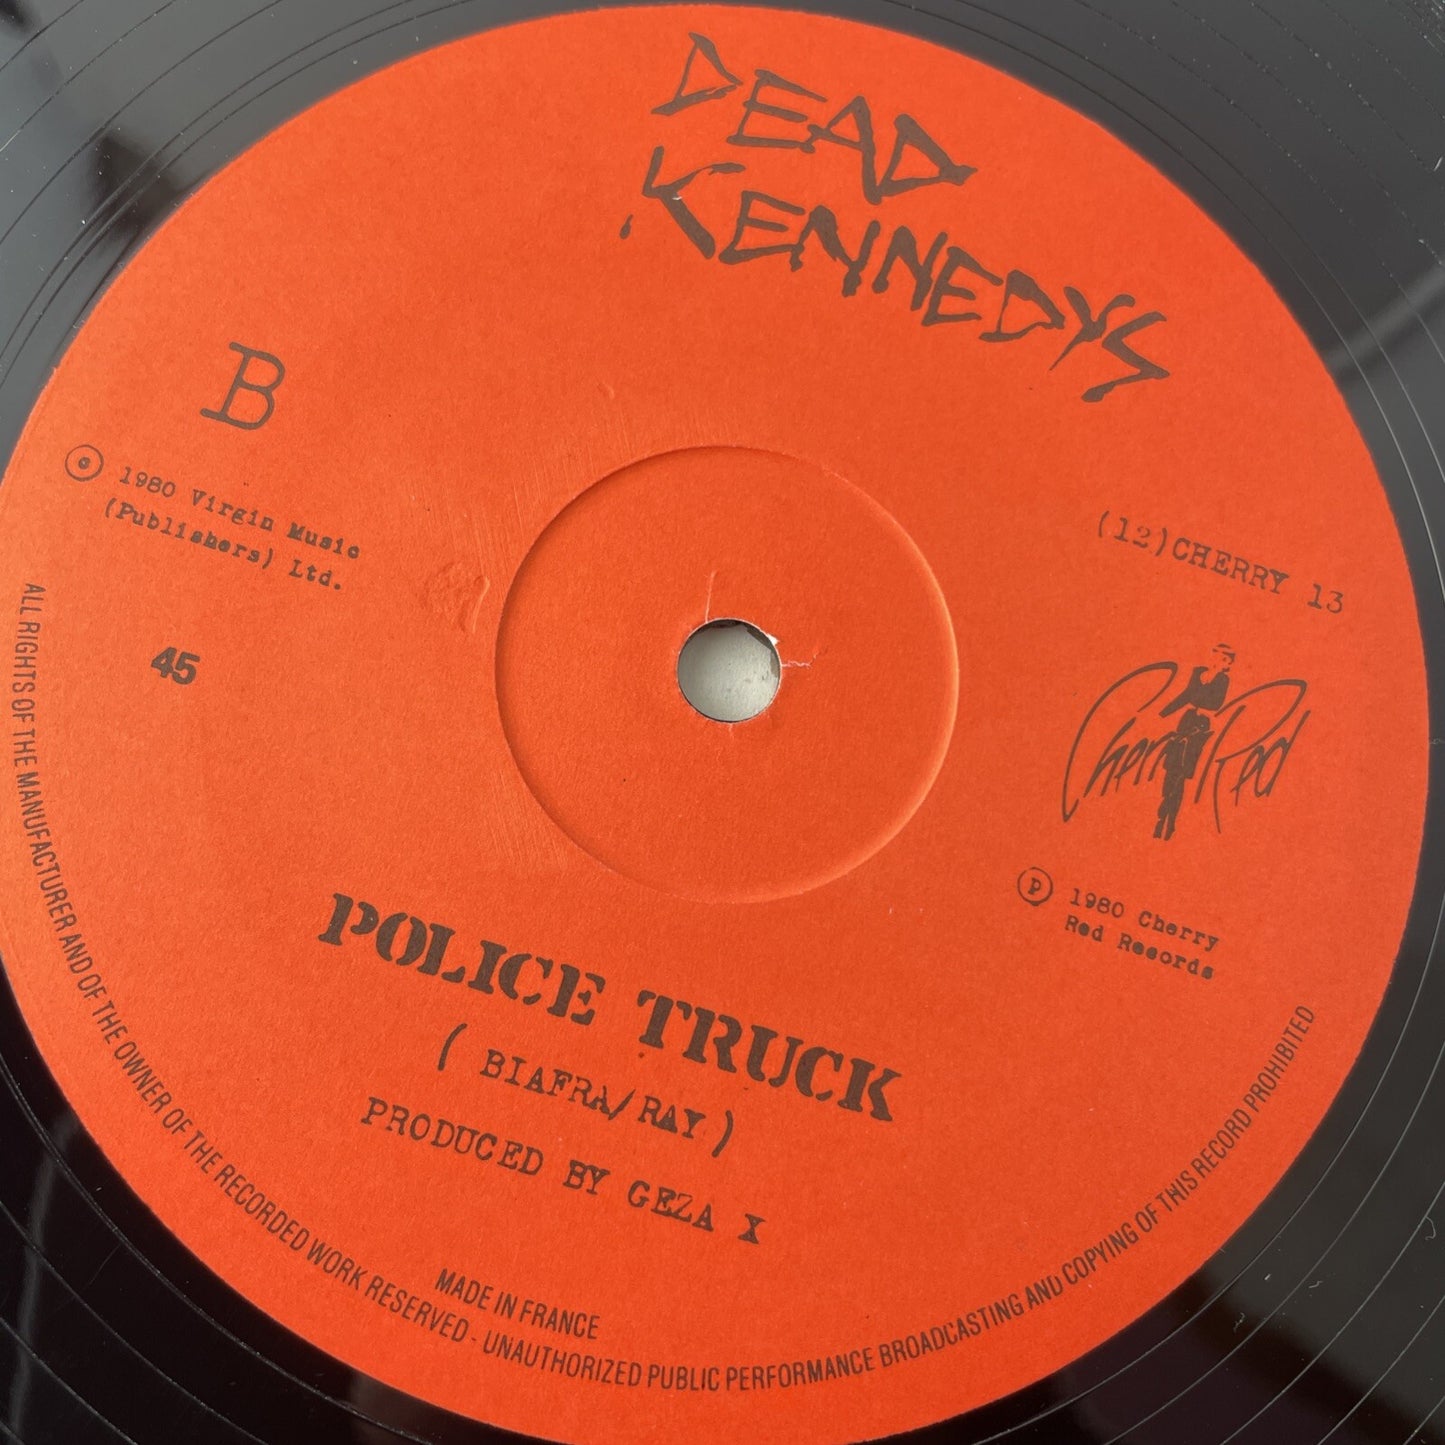 DEAD
KENNEDYS
B
© 1980 Virgin Music
(Publishers) Ltd.
45
(12)CHERRY 13
Cherry Red
℗ 1980 Cherry
Red Records
POLICE TRUCK
( BIAFRA/RAY )
PRODUCED BY GEZA X
MADE IN FRANCE
ALL RIGHTS OF THE MANUFACTURER AND OF THE OWNER OF THE RECORDED WORK RESERVED - UNAUTHORIZED PUBLIC PERFORMANCE BROADCASTING AND COPYING OF THIS RECORD PROHIBITED